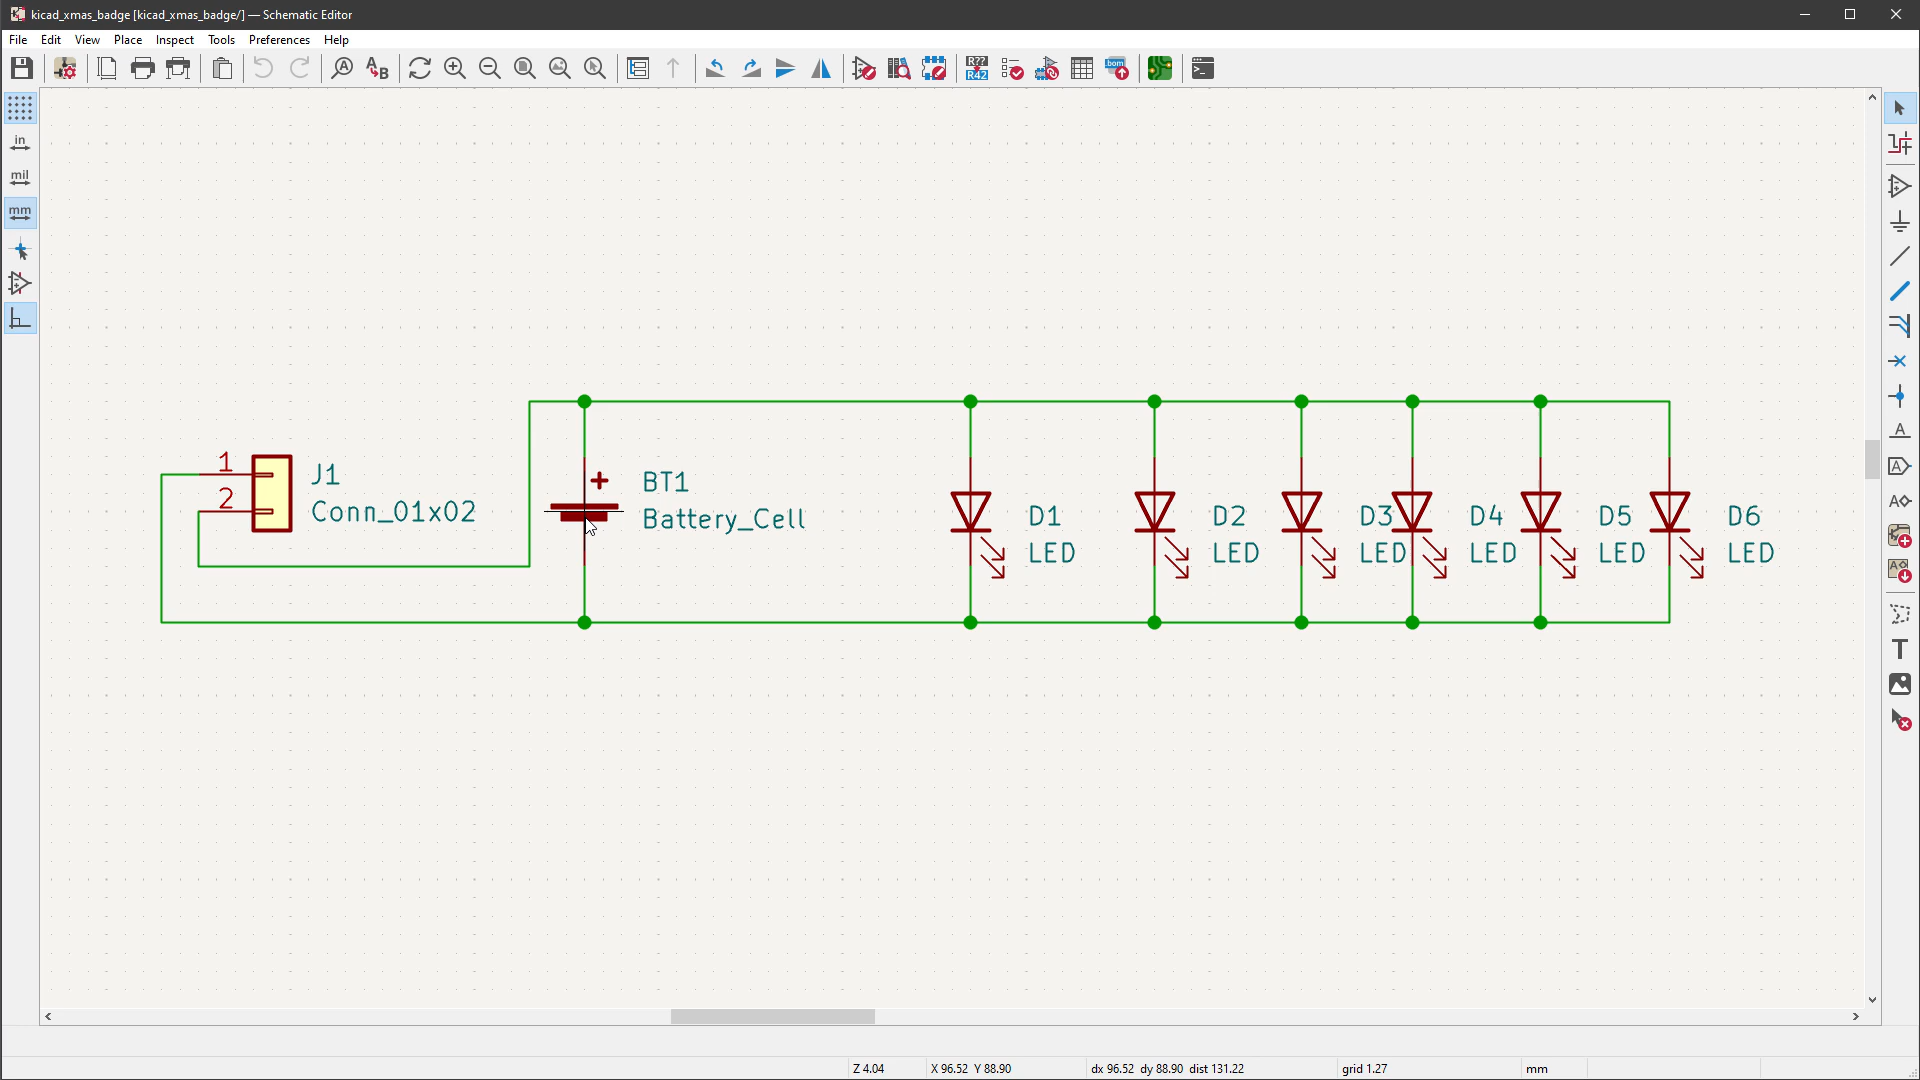 kicad_xmas_badge [kicad_xmas_badge/] — Schematic Editor
File Edit View Place Inspect Tools Preferences Help
R??
R42
bom
in
mil
mm
1
2
J1
Conn_01x02
+
BT1
Battery_Cell
D1
LED
D2
LED
D3
LED
D4
LED
D5
LED
D6
LED
A
A
A
A
A
T
Z 4.04 X 96.52 Y 88.90 dx 96.52 dy 88.90 dist 131.22 grid 1.27 mm